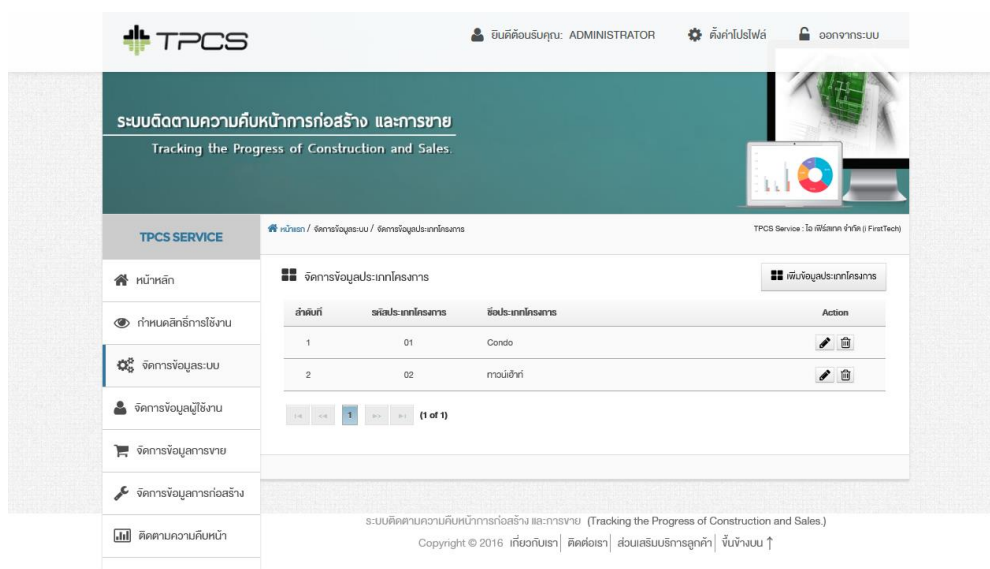 TPCS
ยินดีต้อนรับคุณ: ADMINISTRATOR
ตั้งค่าโปรไฟล์
ออกจากระบบ
ระบบติดตามความคืบหน้าการก่อสร้าง และการขาย
Tracking the Progress of Construction and Sales.
TPCS SERVICE
หน้าแรก / จัดการข้อมูลระบบ / จัดการข้อมูลประเภทโครงการ
TPCS Service : ไอ เฟิร์สเทค จำกัด (i FirstTech)
หน้าหลัก
กำหนดสิทธิ์การใช้งาน
จัดการข้อมูลระบบ
จัดการข้อมูลผู้ใช้งาน
จัดการข้อมูลการขาย
จัดการข้อมูลการก่อสร้าง
ติดตามความคืบหน้า
จัดการข้อมูลประเภทโครงการ
เพิ่มข้อมูลประเภทโครงการ
ลำดับที่ รหัสประเภทโครงการ ชื่อประเภทโครงการ Action
1 01 Condo
2 02 ทาวน์เฮ้าท์
1 (1 of 1)
ระบบติดตามความคืบหน้าการก่อสร้าง และการขาย (Tracking the Progress of Construction and Sales.)
Copyright © 2016 เกี่ยวกับเรา| ติดต่อเรา| ส่วนเสริมบริการลูกค้า| ขึ้นข้างบน ↑